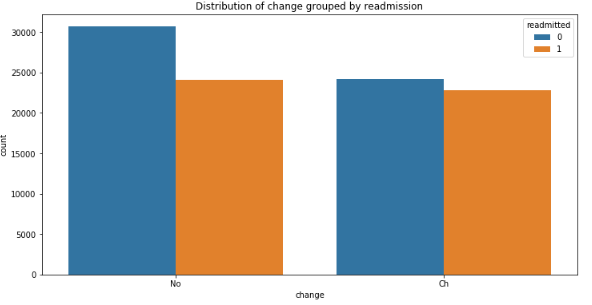 Distribution of change grouped by readmission
readmitted
0
1
30000
25000
20000
15000
10000
5000
0
count
No
Ch
change